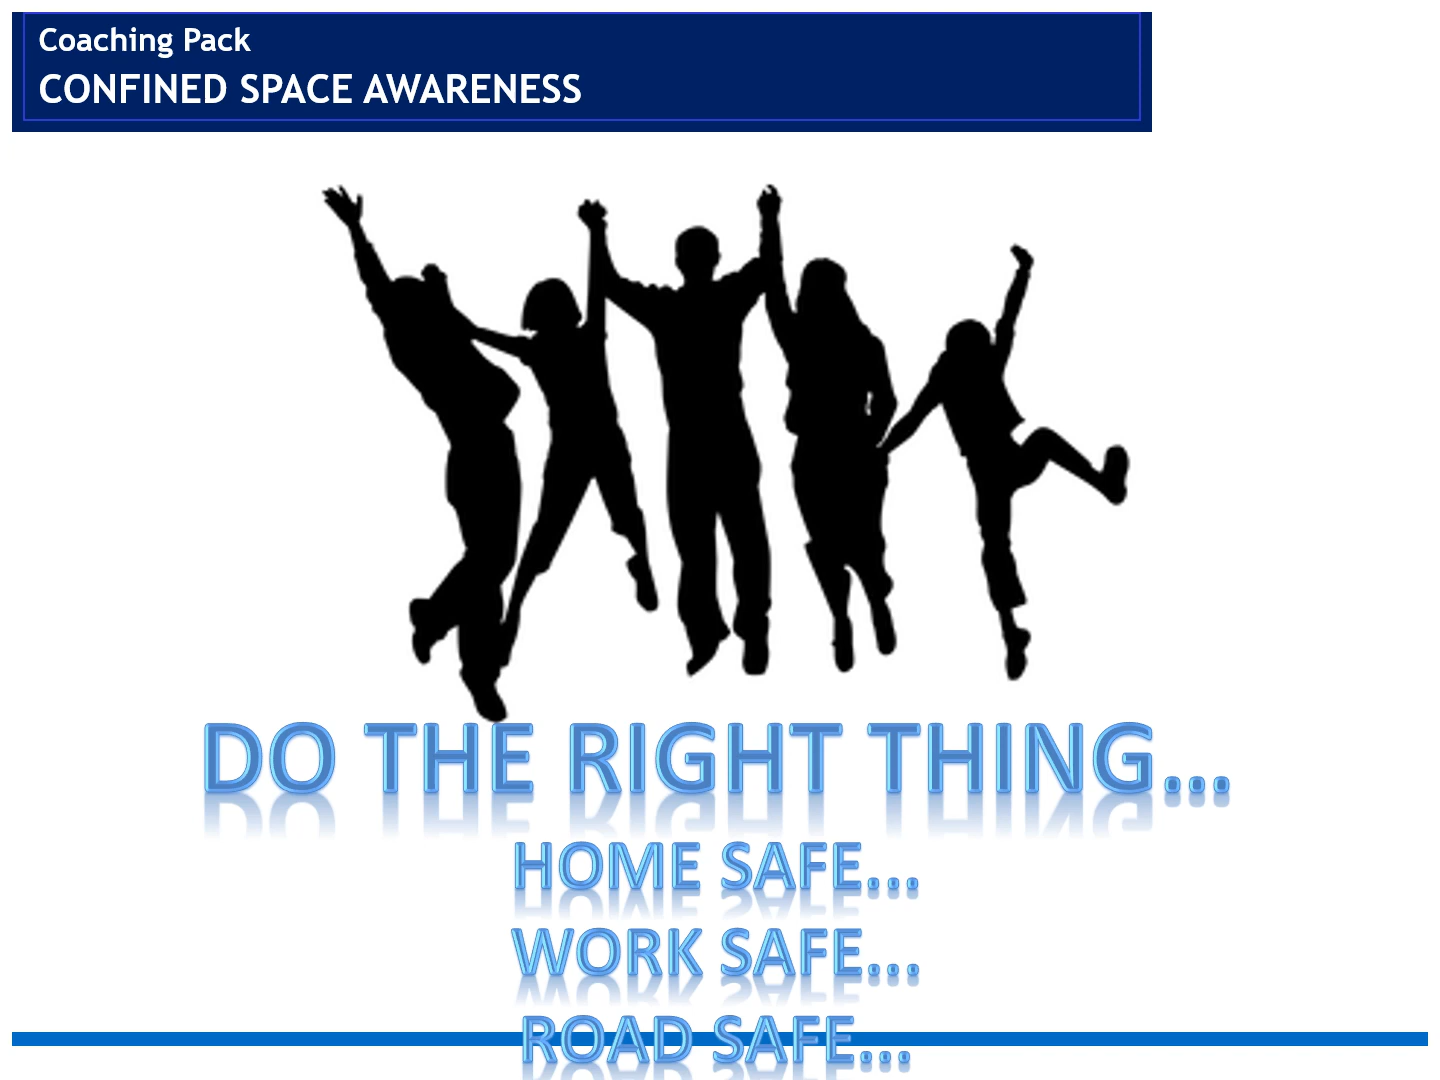 Coaching Pack
CONFINED SPACE AWARENESS
DO THE RIGHT THING...
HOME SAFE...
WORK SAFE...
ROAD SAFE...